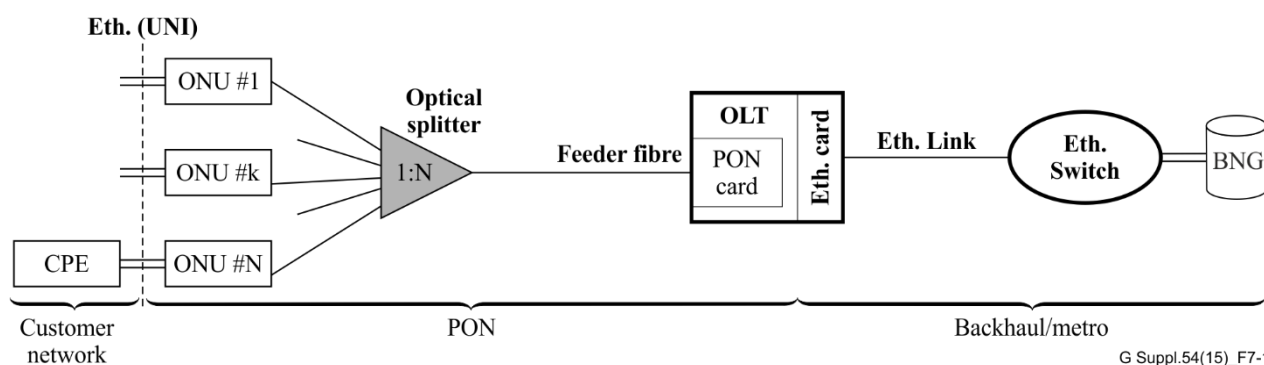 Eth. (UNI)
ONU #1
Optical
splitter
OLT
Eth. card
Feeder fibre
PON
card
Eth. Link
Eth.
Switch
BNG
ONU #k
1:N
CPE
ONU #N
Customer
network
PON
Backhaul/metro
G Suppl.54(15)_F7-